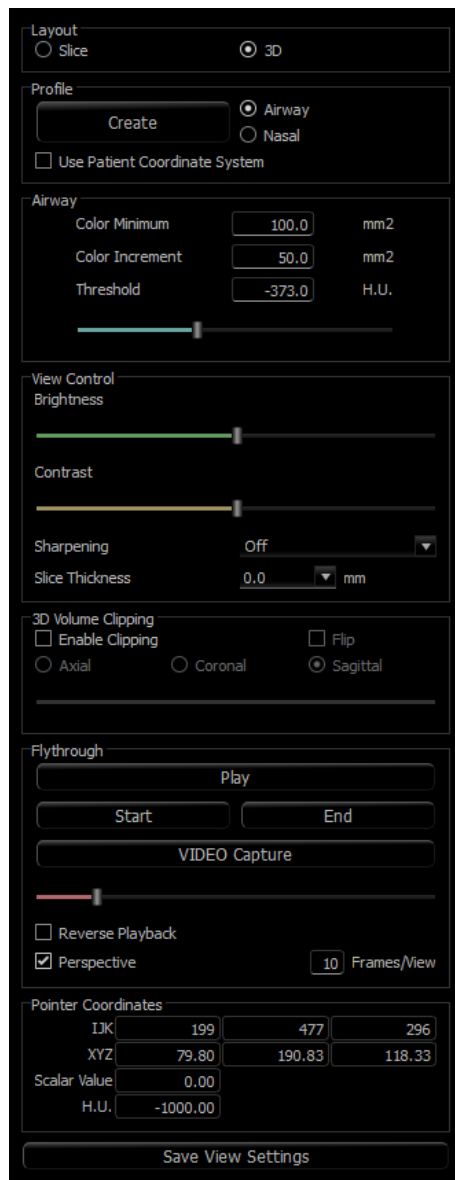 Layout
Slice 3D
Profile
Create Airway
Nasal
Use Patient Coordinate System
Airway
Color Minimum 100.0 mm2
Color Increment 50.0 mm2
Threshold -373.0 H.U.
View Control
Brightness
Contrast
Sharpening Off
Slice Thickness 0.0 mm
3D Volume Clipping
Enable Clipping Flip
Axial Coronal Sagittal
Flythrough
Play
Start End
VIDEO Capture
Reverse Playback
Perspective 10 Frames/View
Pointer Coordinates
IJK 199 477 296
XYZ 79.80 190.83 118.33
Scalar Value 0.00
H.U. -1000.00
Save View Settings